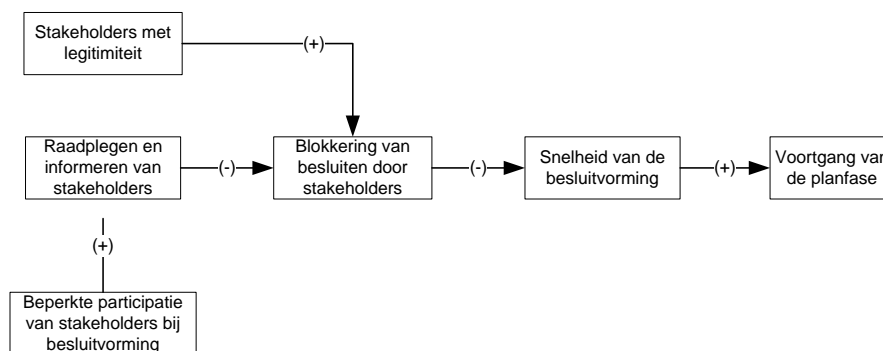 Stakeholders met
legitimiteit
(+)
Raadplegen en
informeren van
stakeholders
(-)
Blokkering van
besluiten door
stakeholders
(-)
Snelheid van de
besluitvorming
(+)
Voortgang van
de planfase
(+)
Beperkte participatie
van stakeholders bij
besluitvorming